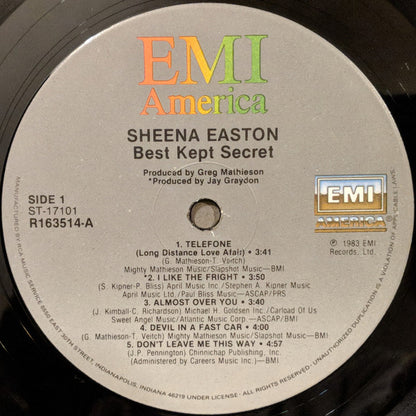 EMI
America
SHEENA EASTON
Best Kept Secret
Produced by Greg Mathieson
*Produced by Jay Graydon
SIDE 1
ST-17101
R163514-A
EMI
AMERICA
℗ 1983 EMI
Records, Ltd.
1. TELEFONE
(Long Distance Love Afair) • 3:41
(G. Mathieson-T. Veitch)
Mighty Mathieson Music/Slapshot Music—BMI
*2. I LIKE THE FRIGHT • 3:50
(S. Kipner-P. Bliss) April Music Inc./Stephen A. Kipner Music
April Music Ltd./Paul Bliss Music—ASCAP/PRS
3. ALMOST OVER YOU • 3:40
(J. Kimball-C. Richardson) Michael H. Goldsen Inc./Carload Of Us
Sweet Angel Music/Atlantic Music Corp.—ASCAP/BMI
4. DEVIL IN A FAST CAR • 4:00
(G. Mathieson-T. Veitch) Mighty Mathieson Music/Slapshot Music—BMI
5. DON'T LEAVE ME THIS WAY • 4:57
(J.P. Pennington) Chinnichap Publishing, Inc.
(Administered by Careers Music Inc.)—BMI
MANUFACTURED BY RCA MUSIC SERVICE 6550 EAST 30TH STREET, INDIANAPOLIS, INDIANA 46219 UNDER LICENSE
IS A VIOLATION OF APPLICABLE LAWS.